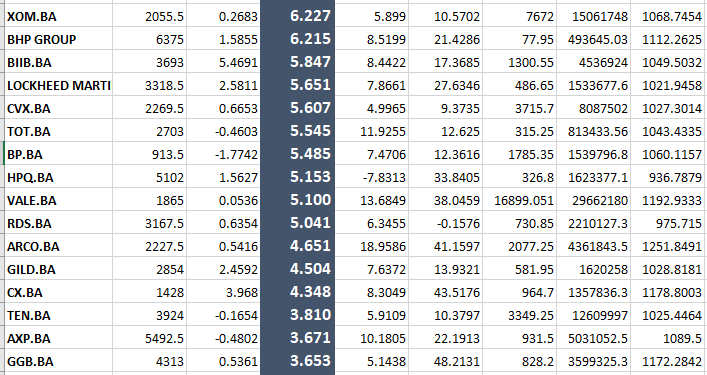 XOM.BA 2055.5 0.2683 6.227 5.899 10.5702 7672 15061748 1068.7454
BHP GROUP 6375 1.5855 6.215 8.5199 21.4286 77.95 493645.03 1112.2625
BIIB.BA 3693 5.4691 5.847 8.4422 17.3685 1300.55 4536924 1049.5032
LOCKHEED MARTI 3318.5 2.5811 5.651 7.8661 27.6346 486.65 1533677.6 1021.9458
CVX.BA 2269.5 0.6653 5.607 4.9965 9.3735 3715.7 8087502 1027.3014
TOT.BA 2703 -0.4603 5.545 11.9255 12.625 315.25 813433.56 1043.4335
BP.BA 913.5 -1.7742 5.485 7.4706 12.3616 1785.35 1539796.8 1060.1157
HPQ.BA 5102 1.5627 5.153 -7.8313 33.8405 326.8 1623377.1 936.7879
VALE.BA 1865 0.0536 5.100 13.6849 38.0459 16899.051 29662180 1192.9333
RDS.BA 3167.5 0.6354 5.041 6.3455 -0.1576 730.85 2210127.3 975.715
ARCO.BA 2227.5 0.5416 4.651 18.9586 41.1597 2077.25 4361843.5 1251.8491
GILD.BA 2854 2.4592 4.504 7.6372 13.9321 581.95 1620258 1028.8181
CX.BA 1428 3.968 4.348 8.3049 43.5176 964.7 1357836.3 1178.8003
TEN.BA 3924 -0.1654 3.810 5.9109 10.3797 3349.25 12609997 1025.4464
AXP.BA 5492.5 -0.4802 3.671 10.1805 22.1913 931.5 5031052.5 1089.5
GGB.BA 4313 0.5361 3.653 5.1438 48.2131 828.2 3599325.3 1172.2842